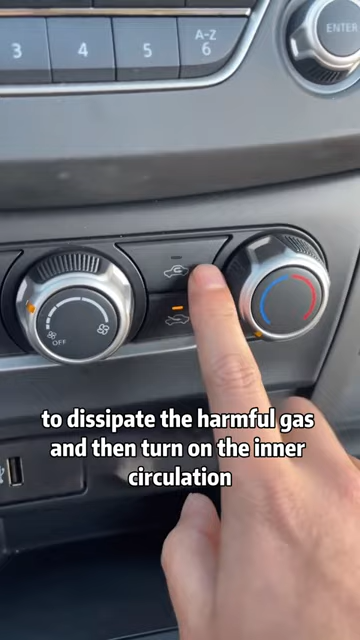 3
4
5
A-Z
6
ENTER
OFF
to dissipate the harmful gas
and then turn on the inner
circulation